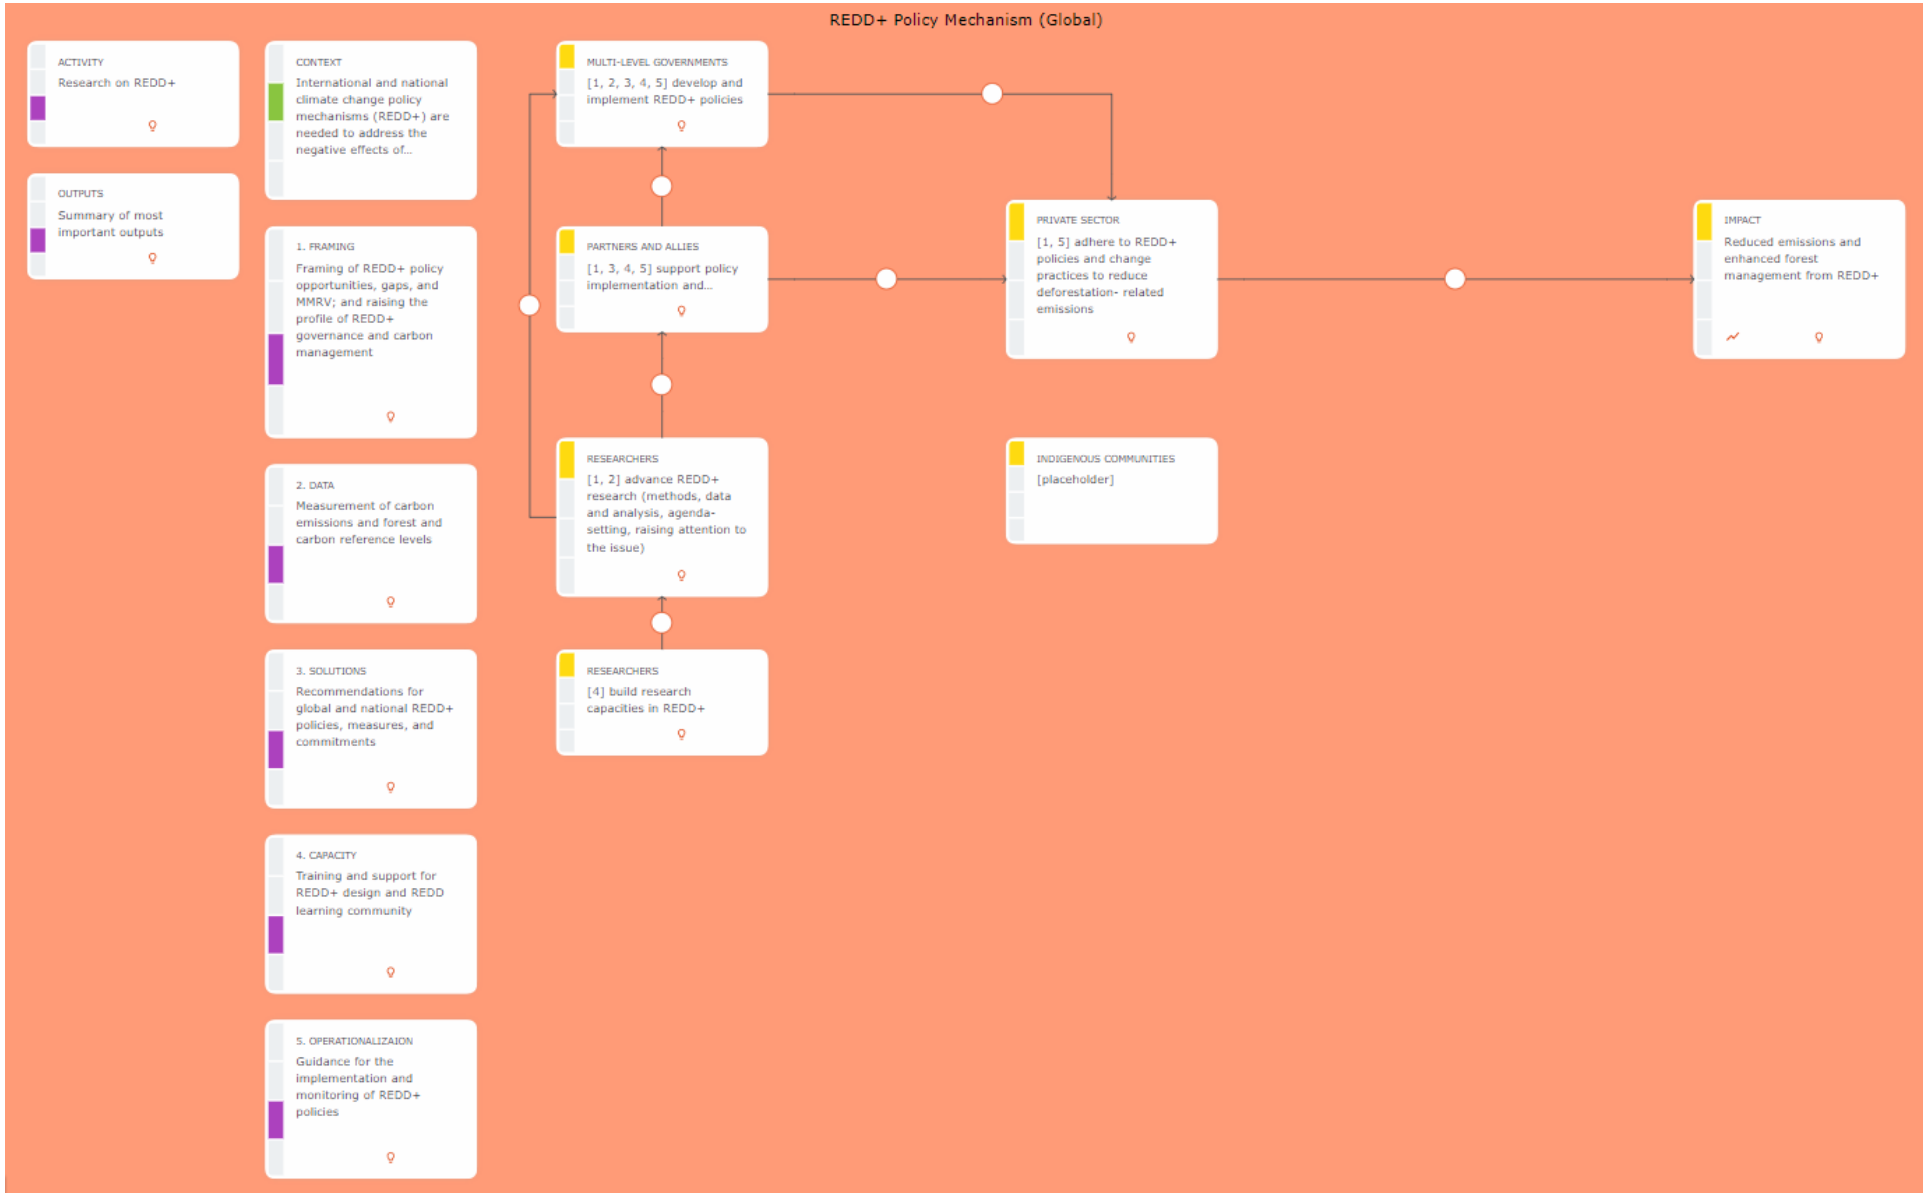 REDD+ Policy Mechanism (Global)
ACTIVITY
Research on REDD+
OUTPUTS
Summary of most
important outputs
CONTEXT
International and national
climate change policy
mechanisms (REDD+) are
needed to address the
negative effects of...
1. FRAMING
Framing of REDD+ policy
opportunities, gaps, and
MMRV; and raising the
profile of REDD+
governance and carbon
management
2. DATA
Measurement of carbon
emissions and forest and
carbon reference levels
3. SOLUTIONS
Recommendations for
global and national REDD+
policies, measures, and
commitments
4. CAPACITY
Training and support for
REDD+ design and REDD
learning community
5. OPERATIONALIZAION
Guidance for the
implementation and
monitoring of REDD+
policies
MULTI-LEVEL GOVERNMENTS
[1, 2, 3, 4, 5] develop and
implement REDD+ policies
PARTNERS AND ALLIES
[1, 3, 4, 5] support policy
implementation and...
RESEARCHERS
[1, 2] advance REDD+
research (methods, data
and analysis, agenda-
setting, raising attention to
the issue)
RESEARCHERS
[4] build research
capacities in REDD+
PRIVATE SECTOR
[1, 5] adhere to REDD+
policies and change
practices to reduce
deforestation- related
emissions
INDIGENOUS COMMUNITIES
[placeholder]
IMPACT
Reduced emissions and
enhanced forest
management from REDD+